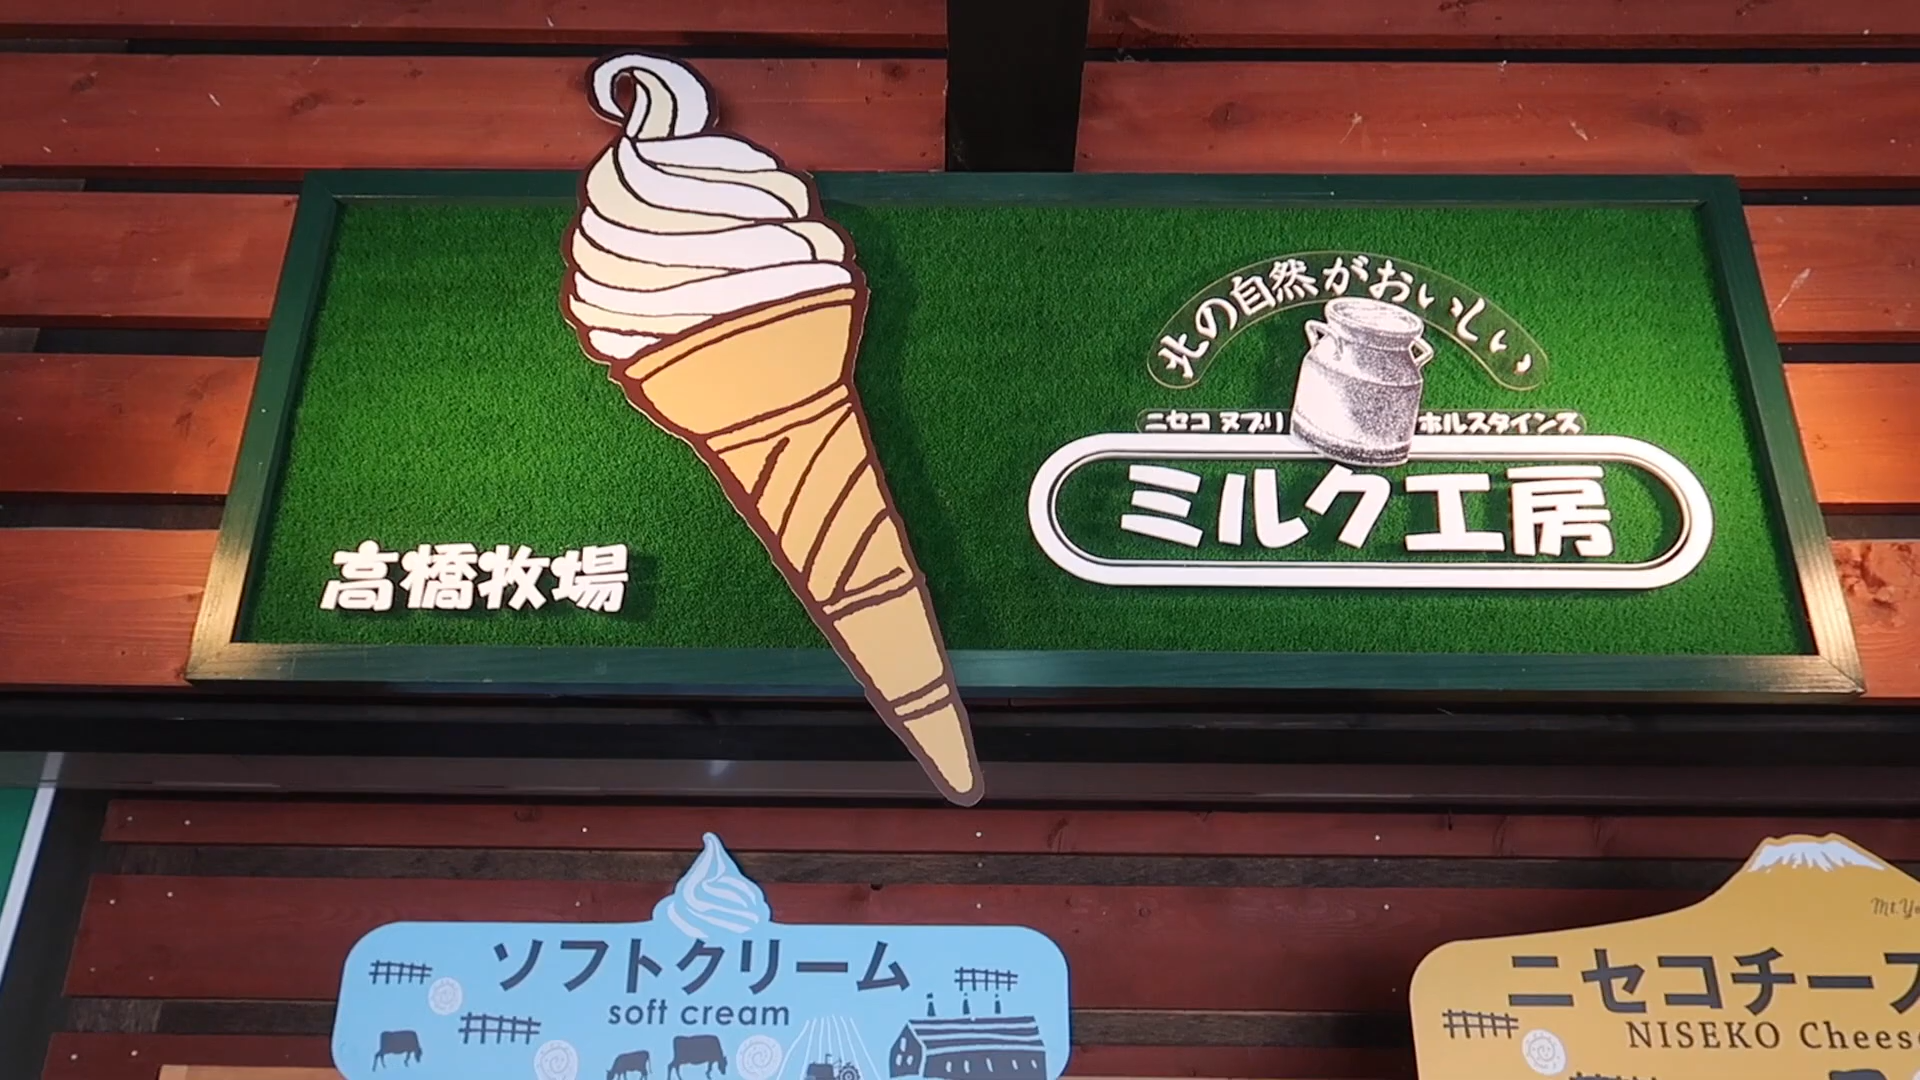 北の自然がおいしい
ニセコ ヌプリ ホルスタインズ
ミルク工房
高橋牧場
ソフトクリーム
soft cream
Mt.
ニセコチー
NISEKO Cheese